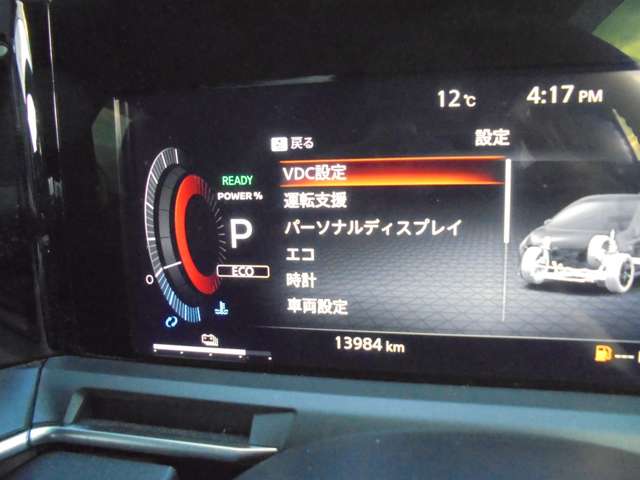 12℃
4:17 PM
戻る
設定
VDC設定
運転支援
パーソナルディスプレイ
エコ
時計
車両設定
READY
POWER %
P
ECO
0
13984 km
---